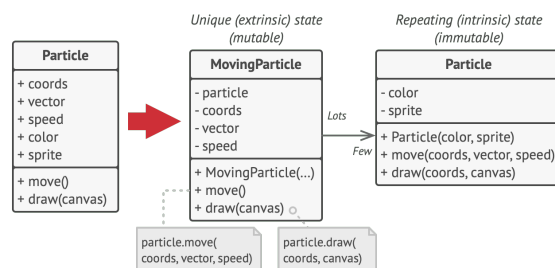 Particle
+ coords
+ vector
+ speed
+ color
+ sprite
+ move()
+ draw(canvas)
Unique (extrinsic) state
(mutable)
MovingParticle
- particle
- coords
- vector
- speed
+ MovingParticle(...)
+ move()
+ draw(canvas)
particle.move(
coords, vector, speed)
particle.draw(
coords, canvas)
Lots
Few
Repeating (intrinsic) state
(immutable)
Particle
- color
- sprite
+ Particle(color, sprite)
+ move(coords, vector, speed)
+ draw(coords, canvas)